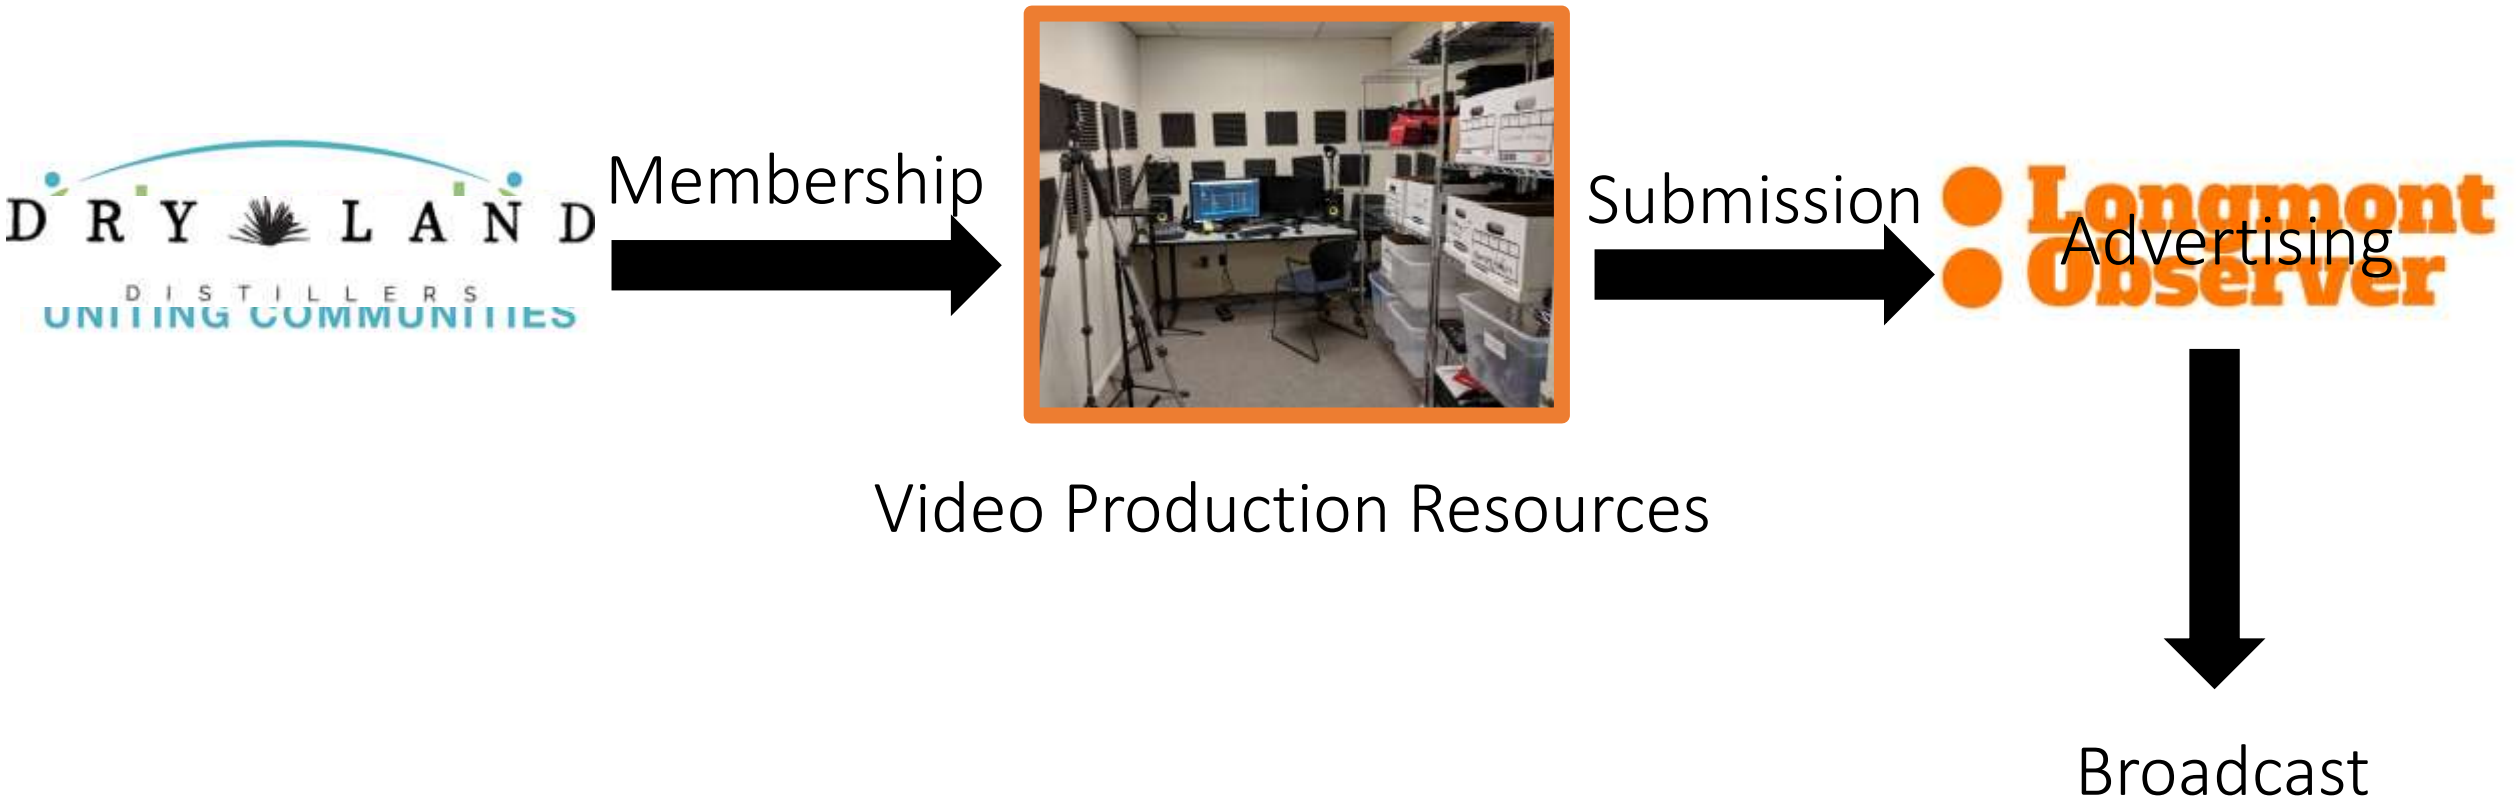 DRY LAND
DISTILLERS
UNITING COMMUNITIES
Membership
Submission
Longmont
Observer
Advertising
Video Production Resources
Broadcast